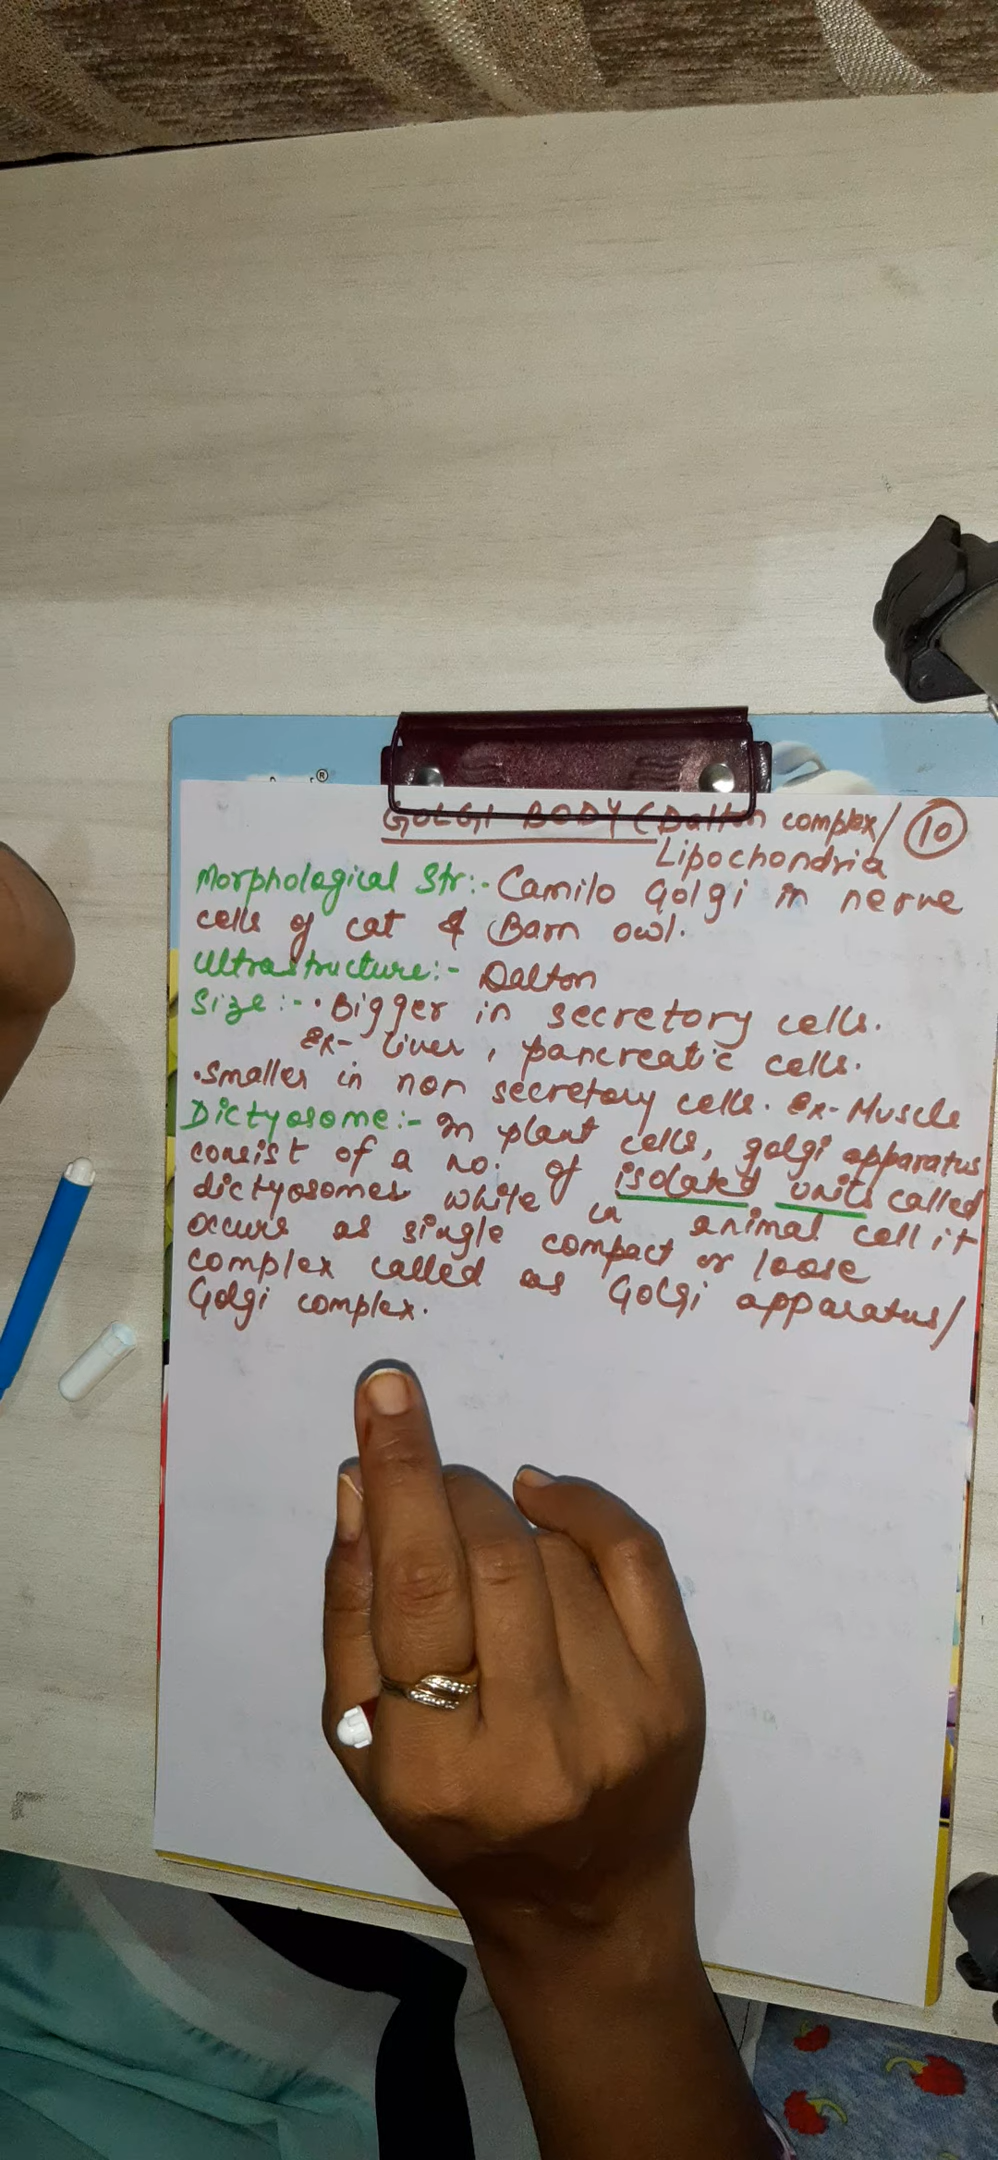 GOLGI BODY (Dalton complex/ 10
Lipochondria
Morphological Str:- Camilo Golgi in nerve
cells of cat & Barn owl.
Ultrastructure:- Dalton
Size:- • Bigger in secretory cells.
Ex- liver, pancreatic cells.
• Smaller in non secretory cells. Ex- Muscle
Dictyosome:- In plant cells, golgi apparatus
consist of a no. of isolated units called
dictyosomes while in animal cell it
occurs as single compact or loose
complex called as Golgi apparatus/
Golgi complex.